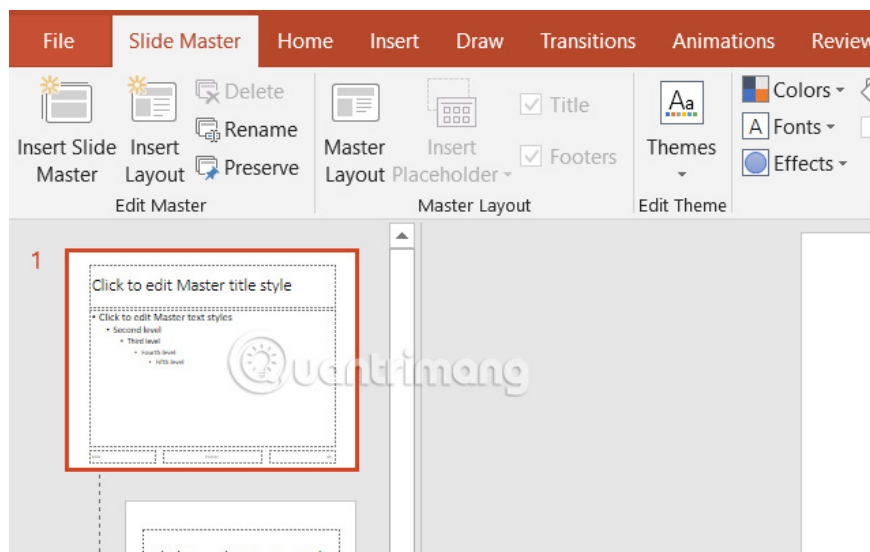 File Slide Master Home Insert Draw Transitions Animations Review
Delete
Rename
Preserve
Insert Slide Master
Insert Layout
Master Layout
Insert Placeholder
Title
Footers
Themes
Colors
Fonts
Effects
Edit Master
Master Layout
Edit Theme
1
Click to edit Master title style
• Click to edit Master text styles
• Second level
• Third level
• Fourth level
• Fifth level
Quantrimang